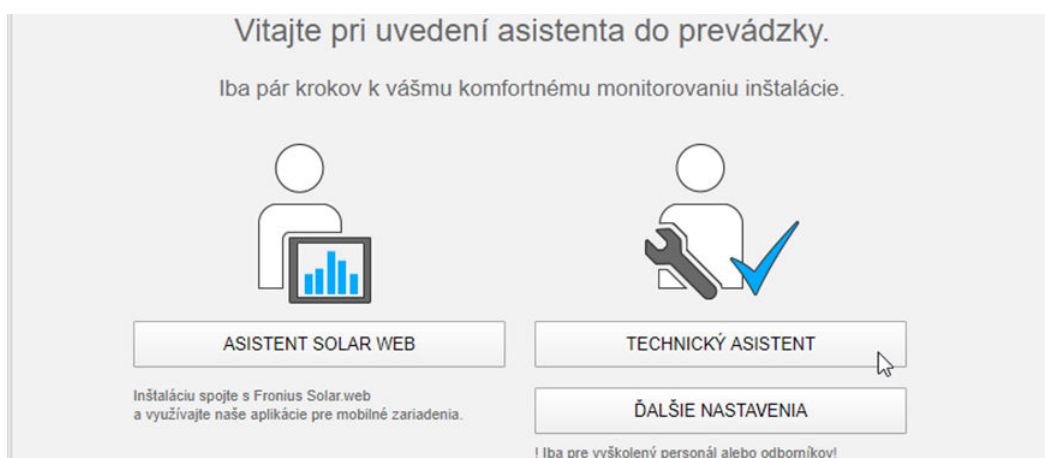 Vitajte pri uvedení asistenta do prevádzky.
Iba pár krokov k vášmu komfortnému monitorovaniu inštalácie.
ASISTENT SOLAR WEB
Inštaláciu spojte s Fronius Solar.web
a využívajte naše aplikácie pre mobilné zariadenia.
TECHNICKÝ ASISTENT
ĎALŠIE NASTAVENIA
! Iba pre vyškolený personál alebo odborníkov!